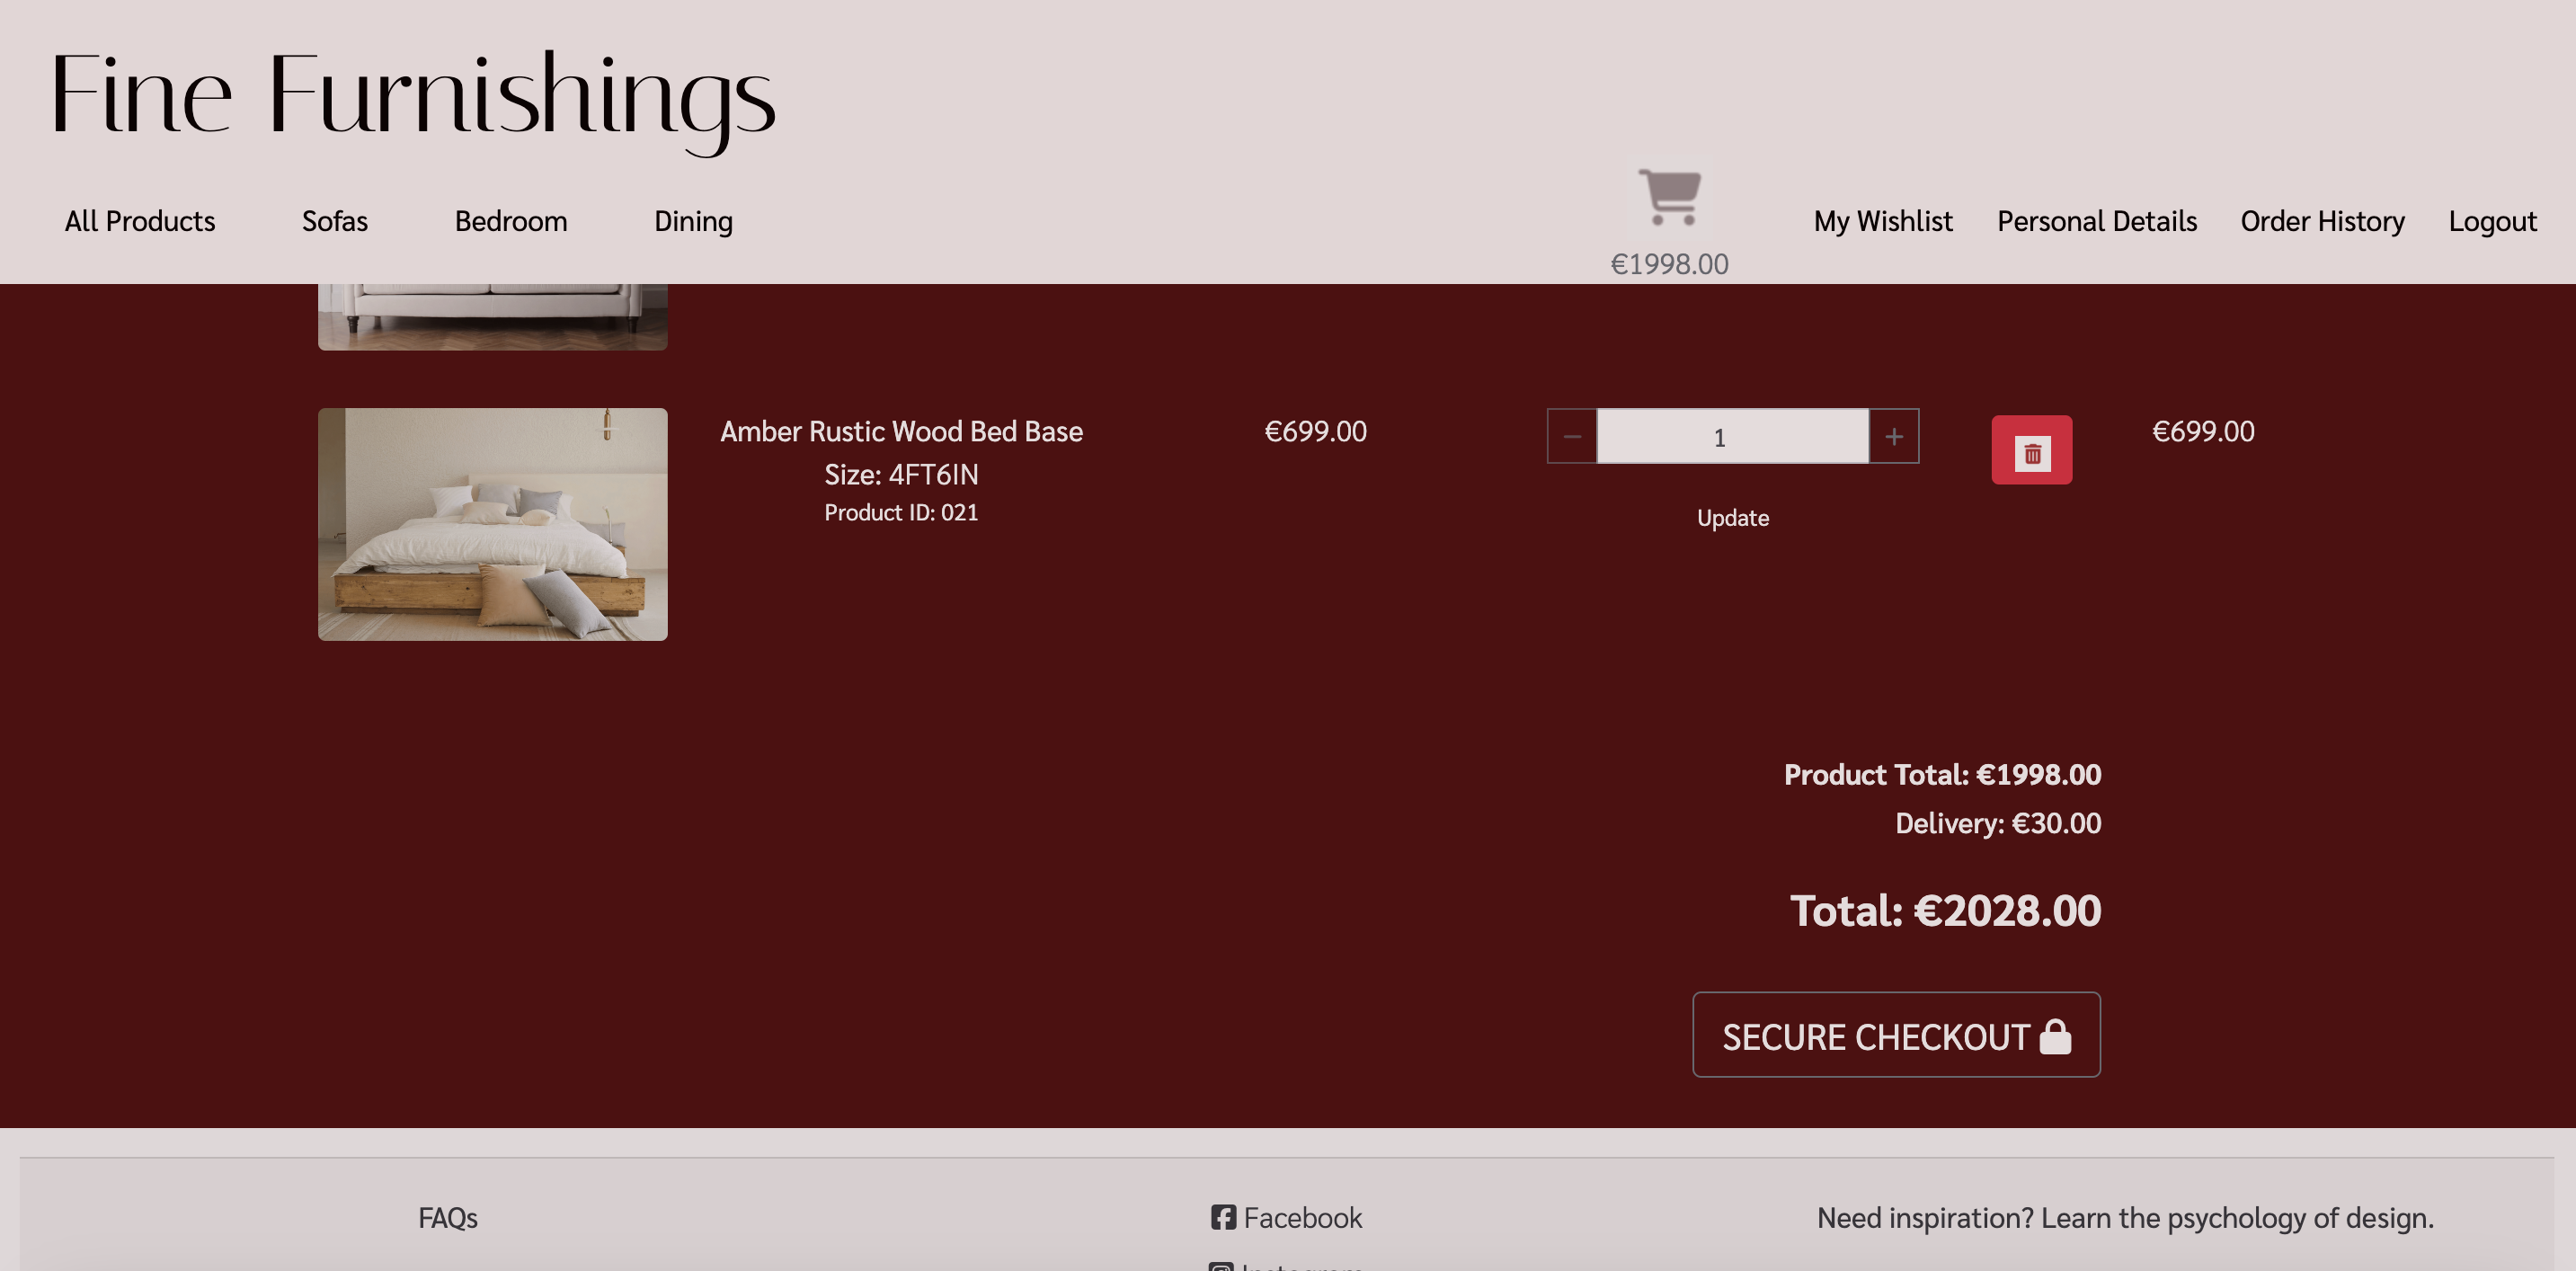 Fine Furnishings
All Products Sofas Bedroom Dining
€1998.00
My Wishlist Personal Details Order History Logout
Amber Rustic Wood Bed Base
Size: 4FT6IN
Product ID: 021
€699.00
1
Update
€699.00
Product Total: €1998.00
Delivery: €30.00
Total: €2028.00
SECURE CHECKOUT
FAQs
Facebook
Need inspiration? Learn the psychology of design.